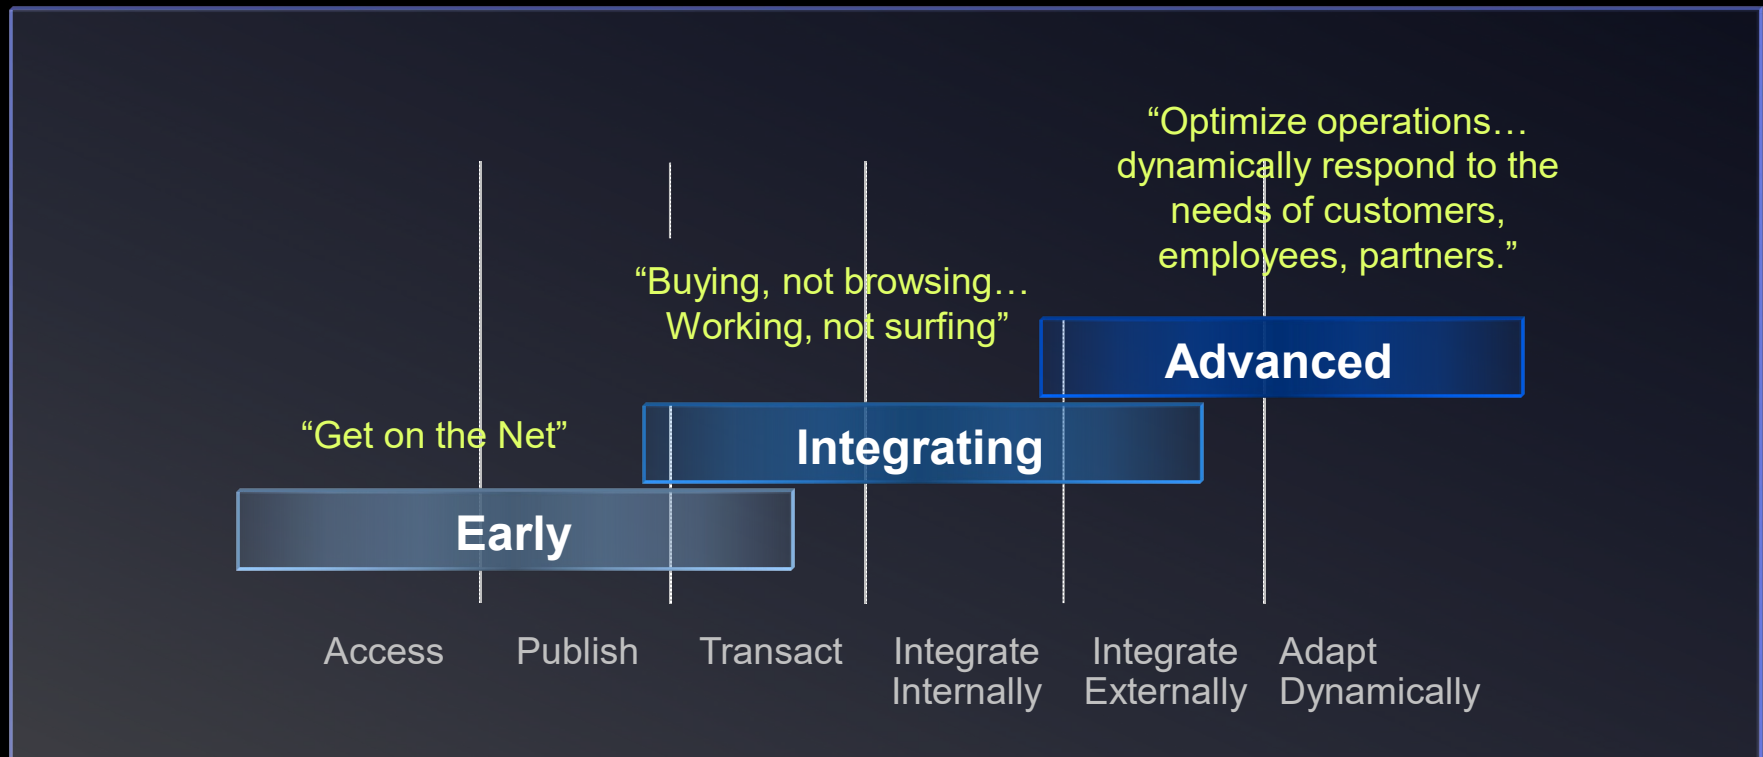 “Optimize operations…
dynamically respond to the
needs of customers,
employees, partners.”
“Buying, not browsing…
Working, not surfing”
Advanced
“Get on the Net”
Integrating
Early
Access
Publish
Transact
Integrate
Internally
Integrate
Externally
Adapt
Dynamically